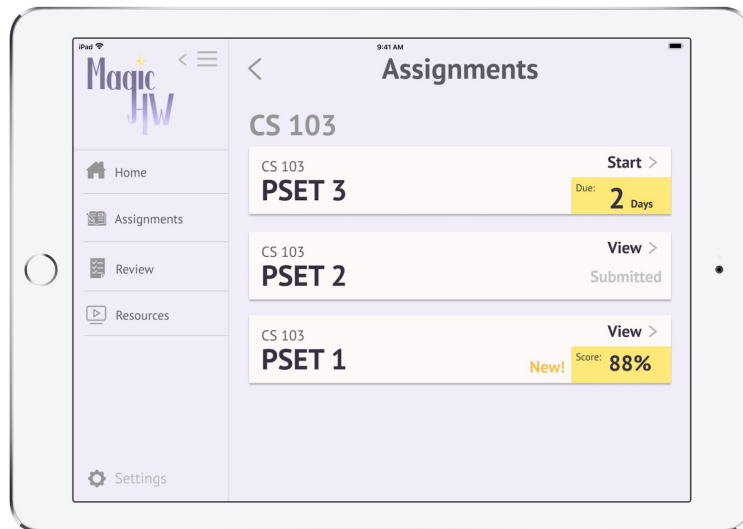 iPad
9:41 AM
Magic
HW
Home
Assignments
Review
Resources
Settings
Assignments
CS 103
CS 103
PSET 3
Start >
Due:
2 Days
CS 103
PSET 2
View >
Submitted
CS 103
PSET 1
View >
New!
Score: 88%